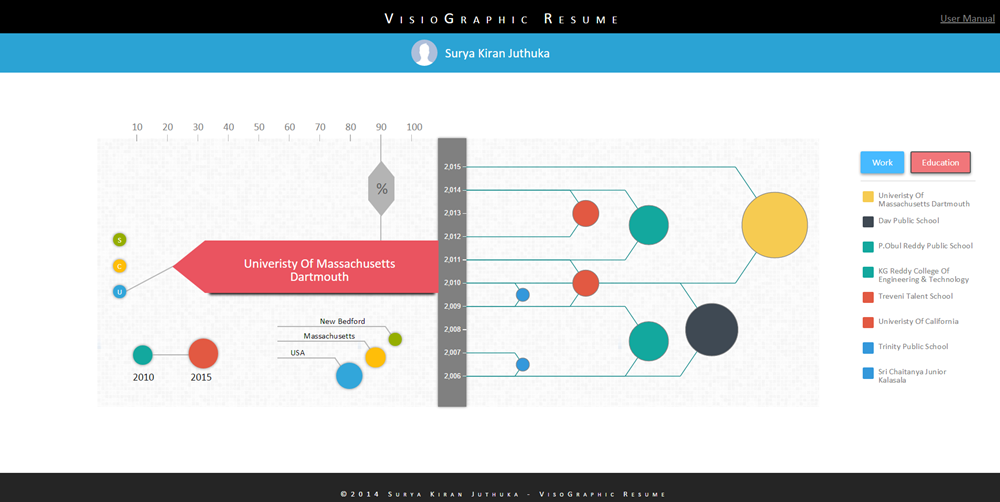 VisioGraphic Resume
User Manual
Surya Kiran Juthuka
10 20 30 40 50 60 70 80 90 100
%
s
c
u
Univeristy Of Massachusetts
Dartmouth
New Bedford
Massachusetts
USA
2010 2015
2,015
2,014
2,013
2,012
2,011
2,010
2,009
2,008
2,007
2,006
Work Education
Univeristy Of
Massachusetts Dartmouth
Dav Public School
P.Obul Reddy Public School
KG Reddy College Of
Engineering & Technology
Treveni Talent School
Univeristy Of California
Trinity Public School
Sri Chaitanya Junior
Kalasala
©2014 Surya Kiran Juthuka - VisoGraphic Resume